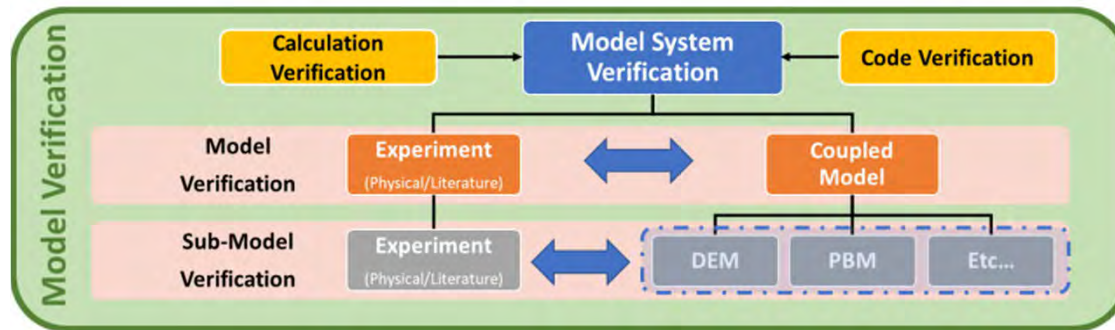 Model Verification
Calculation
Verification
Model System
Verification
Code Verification
Model
Verification
Experiment
(Physical/Literature)
Coupled
Model
Sub-Model
Verification
Experiment
(Physical/Literature)
DEM
PBM
Etc...